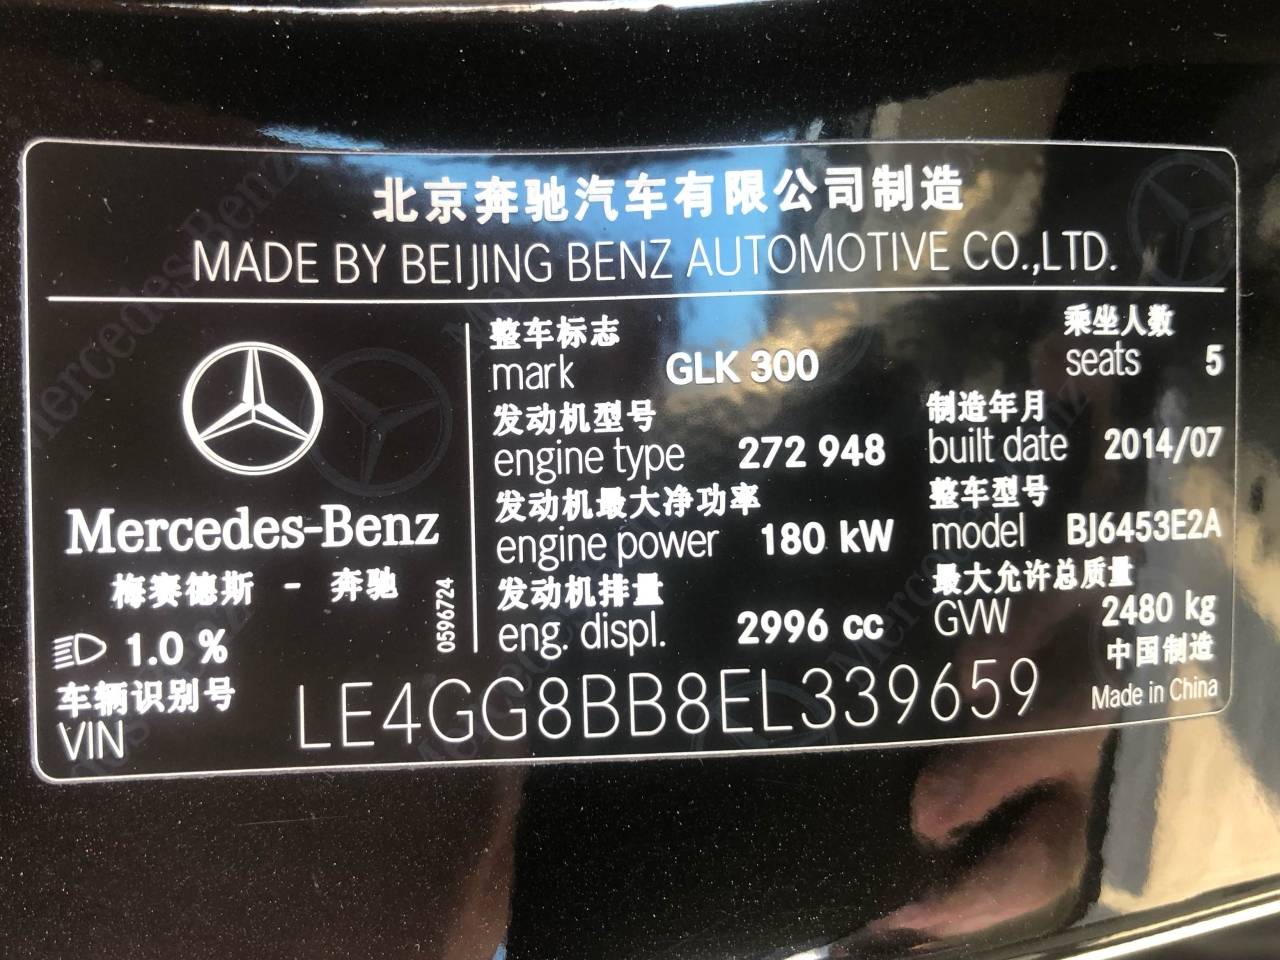 北京奔驰汽车有限公司制造
MADE BY BEIJING BENZ AUTOMOTIVE CO.,LTD.
Mercedes-Benz
梅赛德斯 - 奔驰
0596724
1.0 %
整车标志
mark GLK 300
乘坐人数
seats 5
发动机型号
engine type 272 948
制造年月
built date 2014/07
发动机最大净功率
engine power 180 kW
整车型号
model BJ6453E2A
发动机排量
eng. displ. 2996 cc
最大允许总质量
GVW 2480 kg
中国制造
Made in China
车辆识别号
VIN LE4GG8BB8EL339659